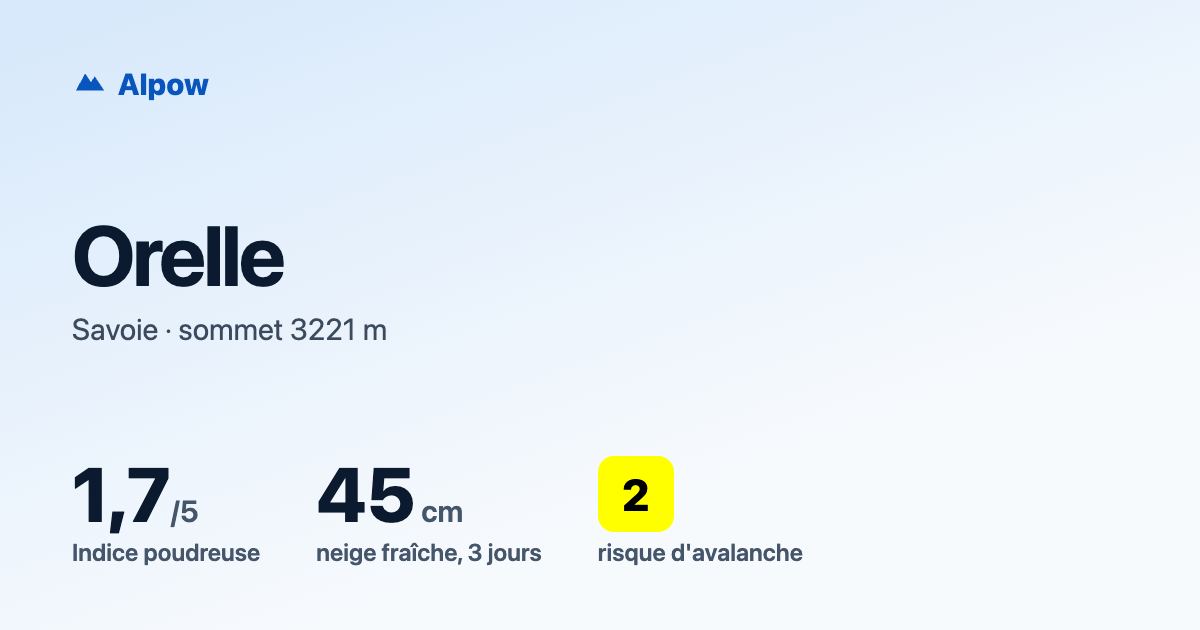 Alpow
Orelle
Savoie · sommet 3221 m
1,7/5
Indice poudreuse
45 cm
neige fraîche, 3 jours
2
risque d'avalanche